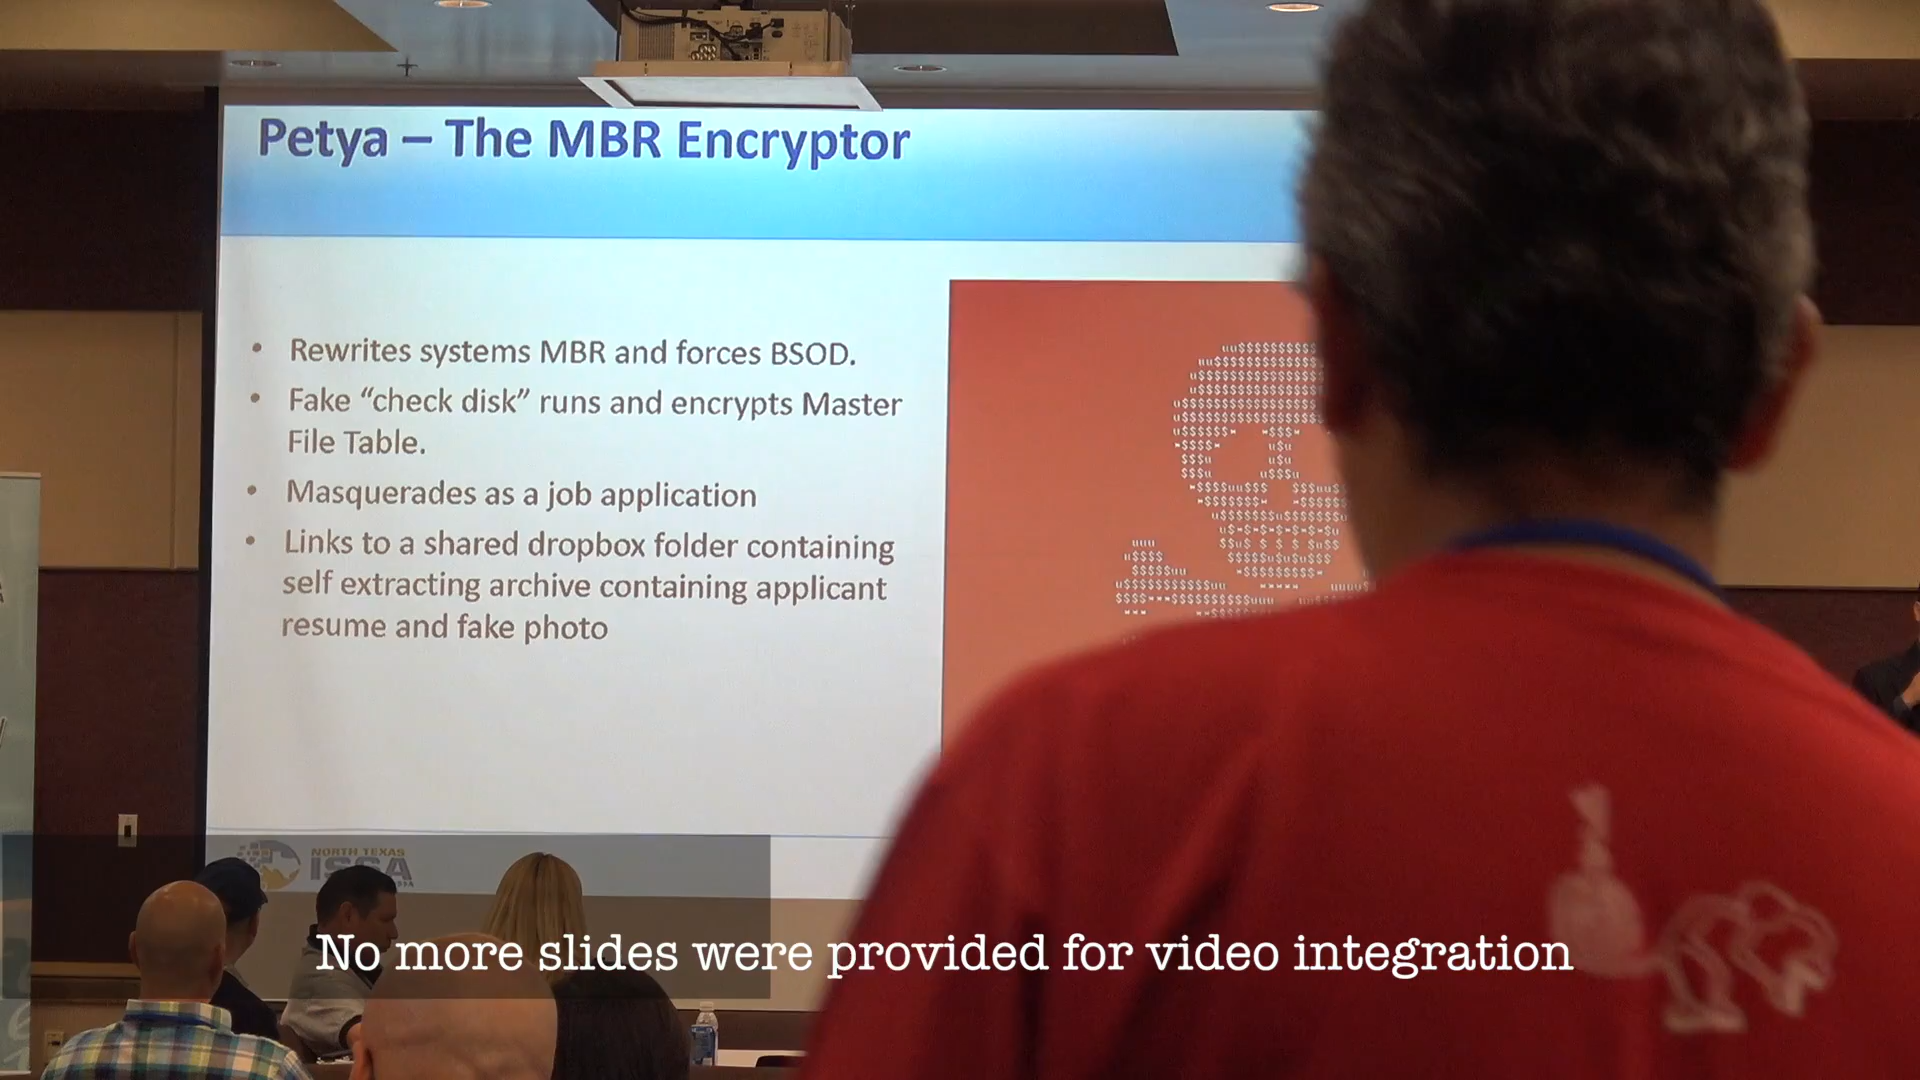 Petya – The MBR Encryptor
• Rewrites systems MBR and forces BSOD.
• Fake “check disk” runs and encrypts Master
File Table.
• Masquerades as a job application
• Links to a shared dropbox folder containing
self extracting archive containing applicant
resume and fake photo
NORTH TEXAS
ISSA
No more slides were provided for video integration